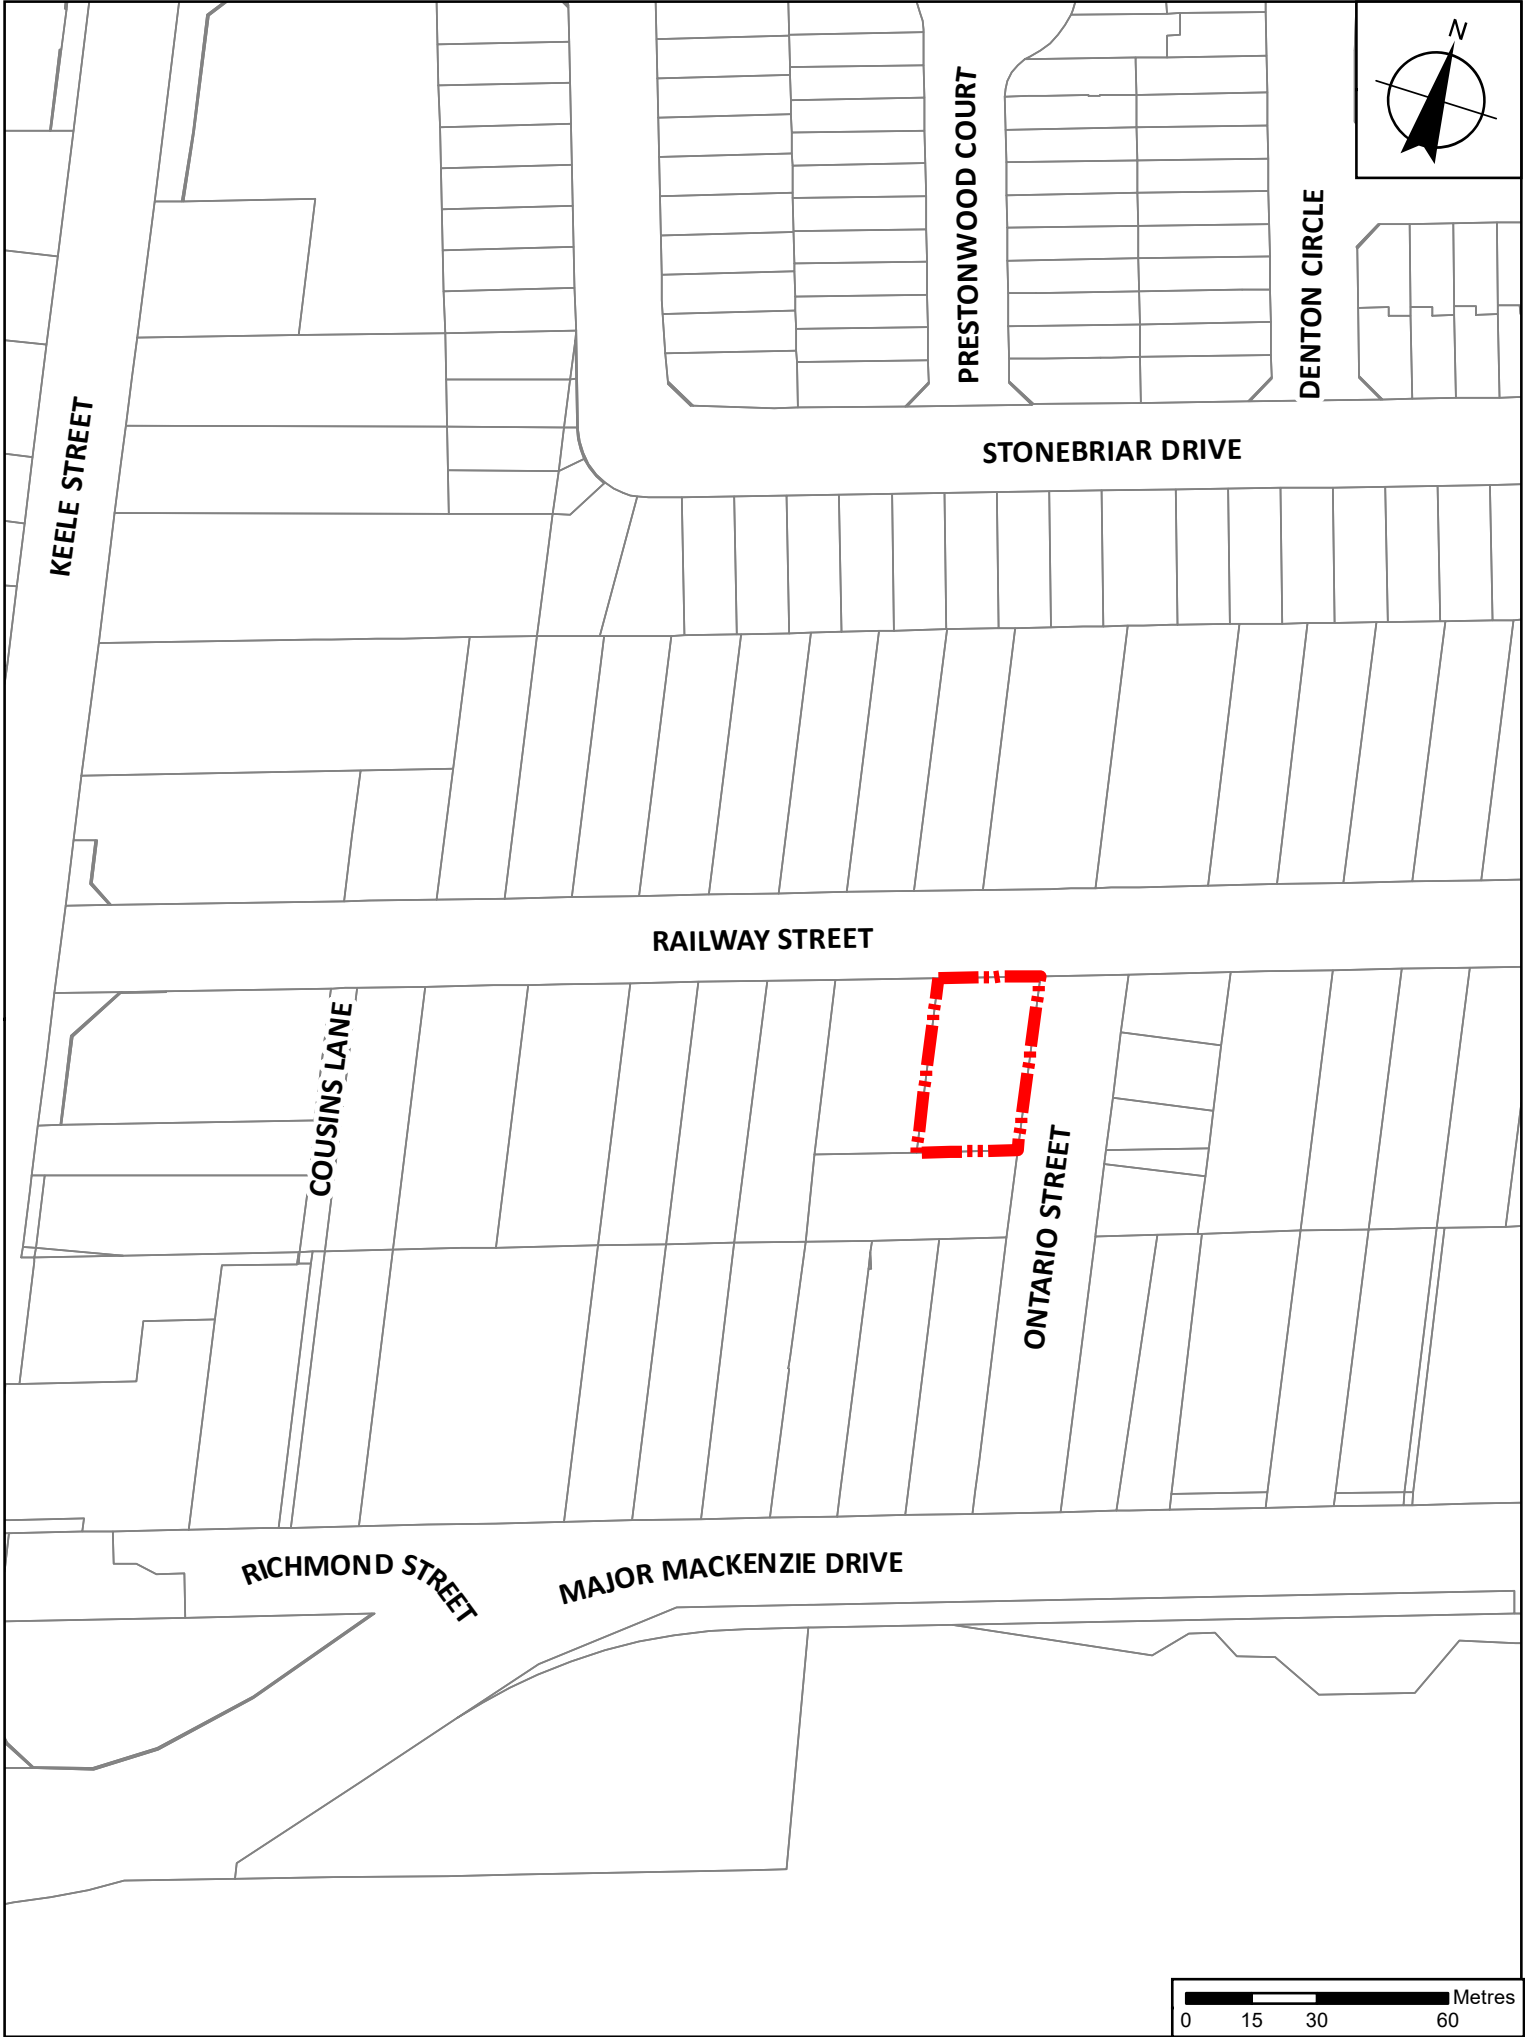 N
PRESTONWOOD COURT
DENTON CIRCLE
KEELE STREET
STONEBRIAR DRIVE
RAILWAY STREET
COUSINS LANE
ONTARIO STREET
RICHMOND STREET
MAJOR MACKENZIE DRIVE
Metres
0 15 30 60